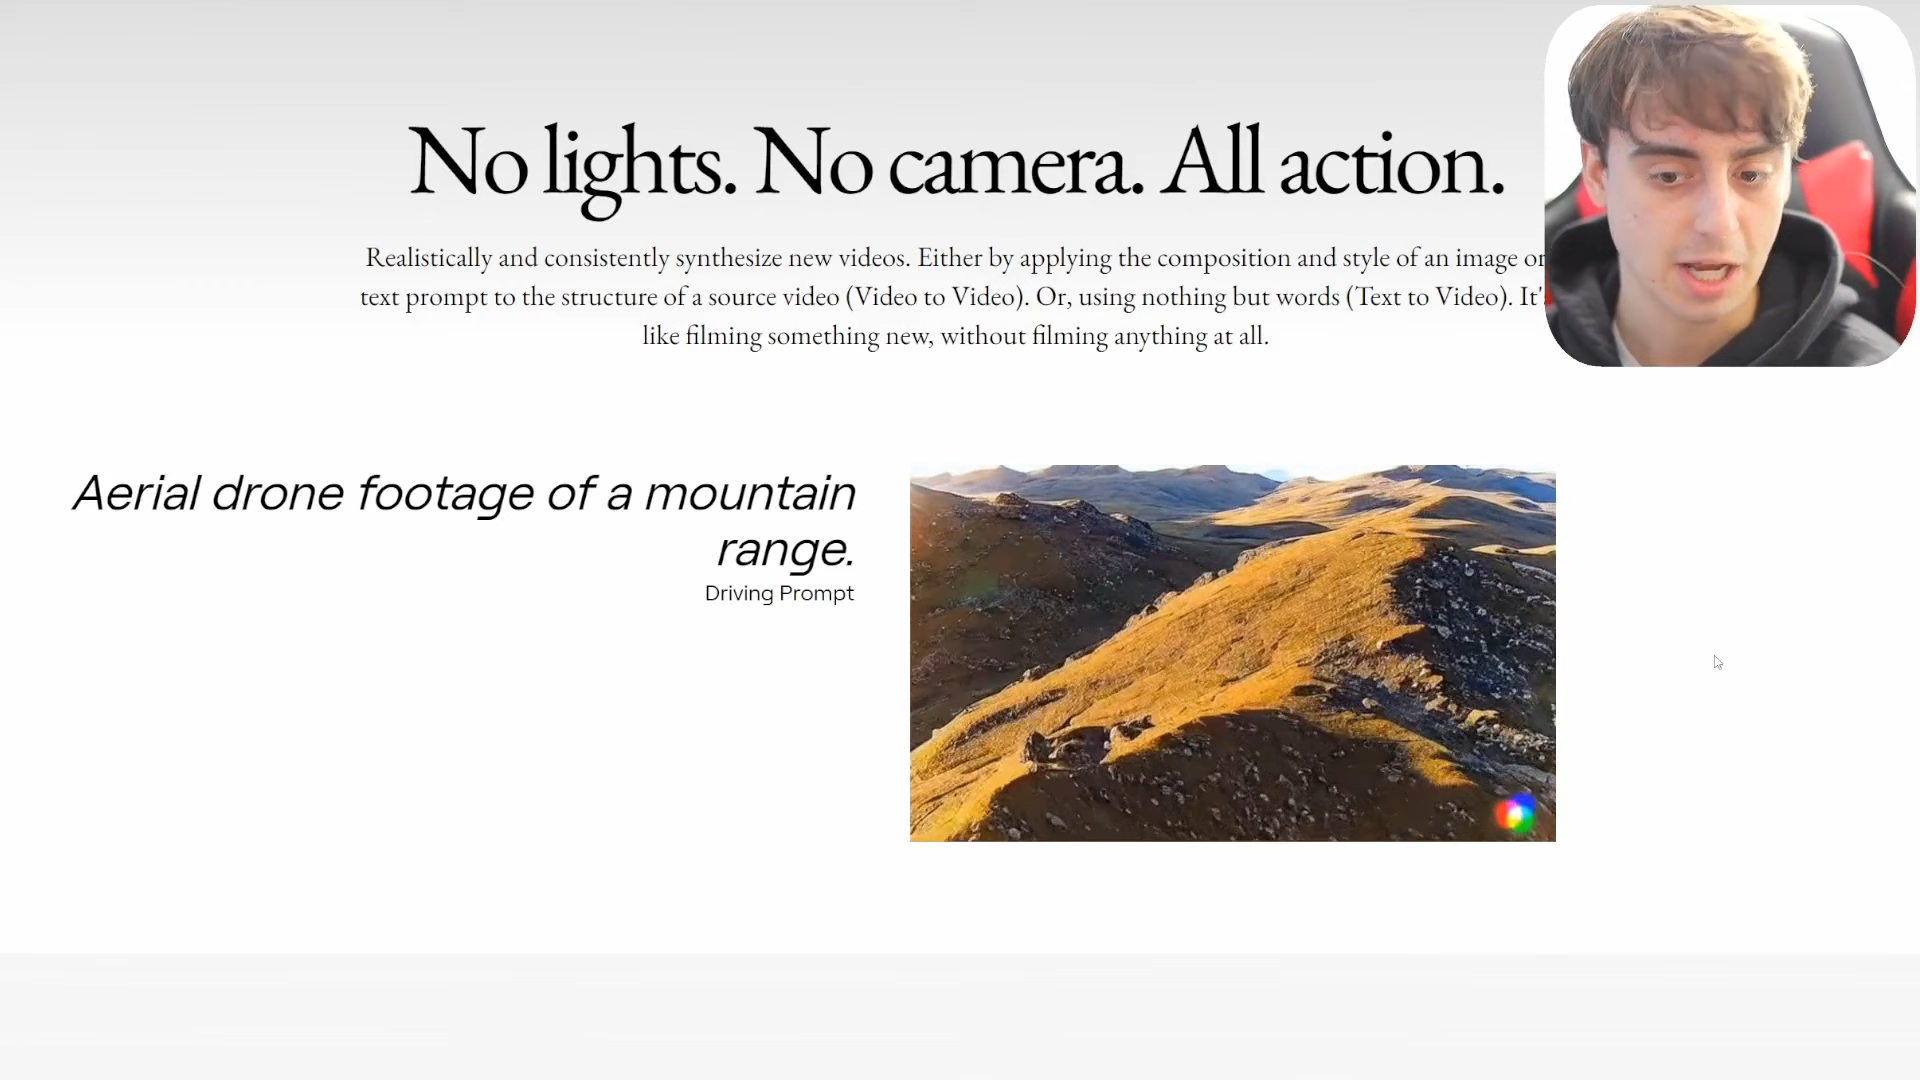 No lights. No camera. All action.
Realistically and consistently synthesize new videos. Either by applying the composition and style of an image or
text prompt to the structure of a source video (Video to Video). Or, using nothing but words (Text to Video). It'
like filming something new, without filming anything at all.
Aerial drone footage of a mountain
range.
Driving Prompt